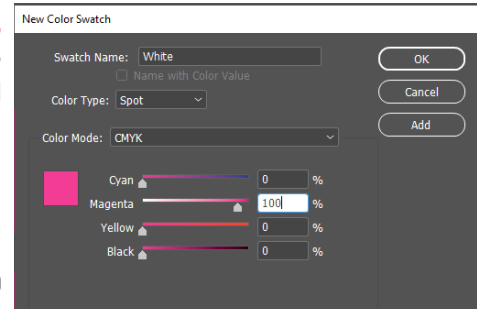 New Color Swatch
Swatch Name: White
OK
Name with Color Value
Cancel
Color Type: Spot
Add
Color Mode: CMYK
Cyan 0 %
Magenta 100 %
Yellow 0 %
Black 0 %